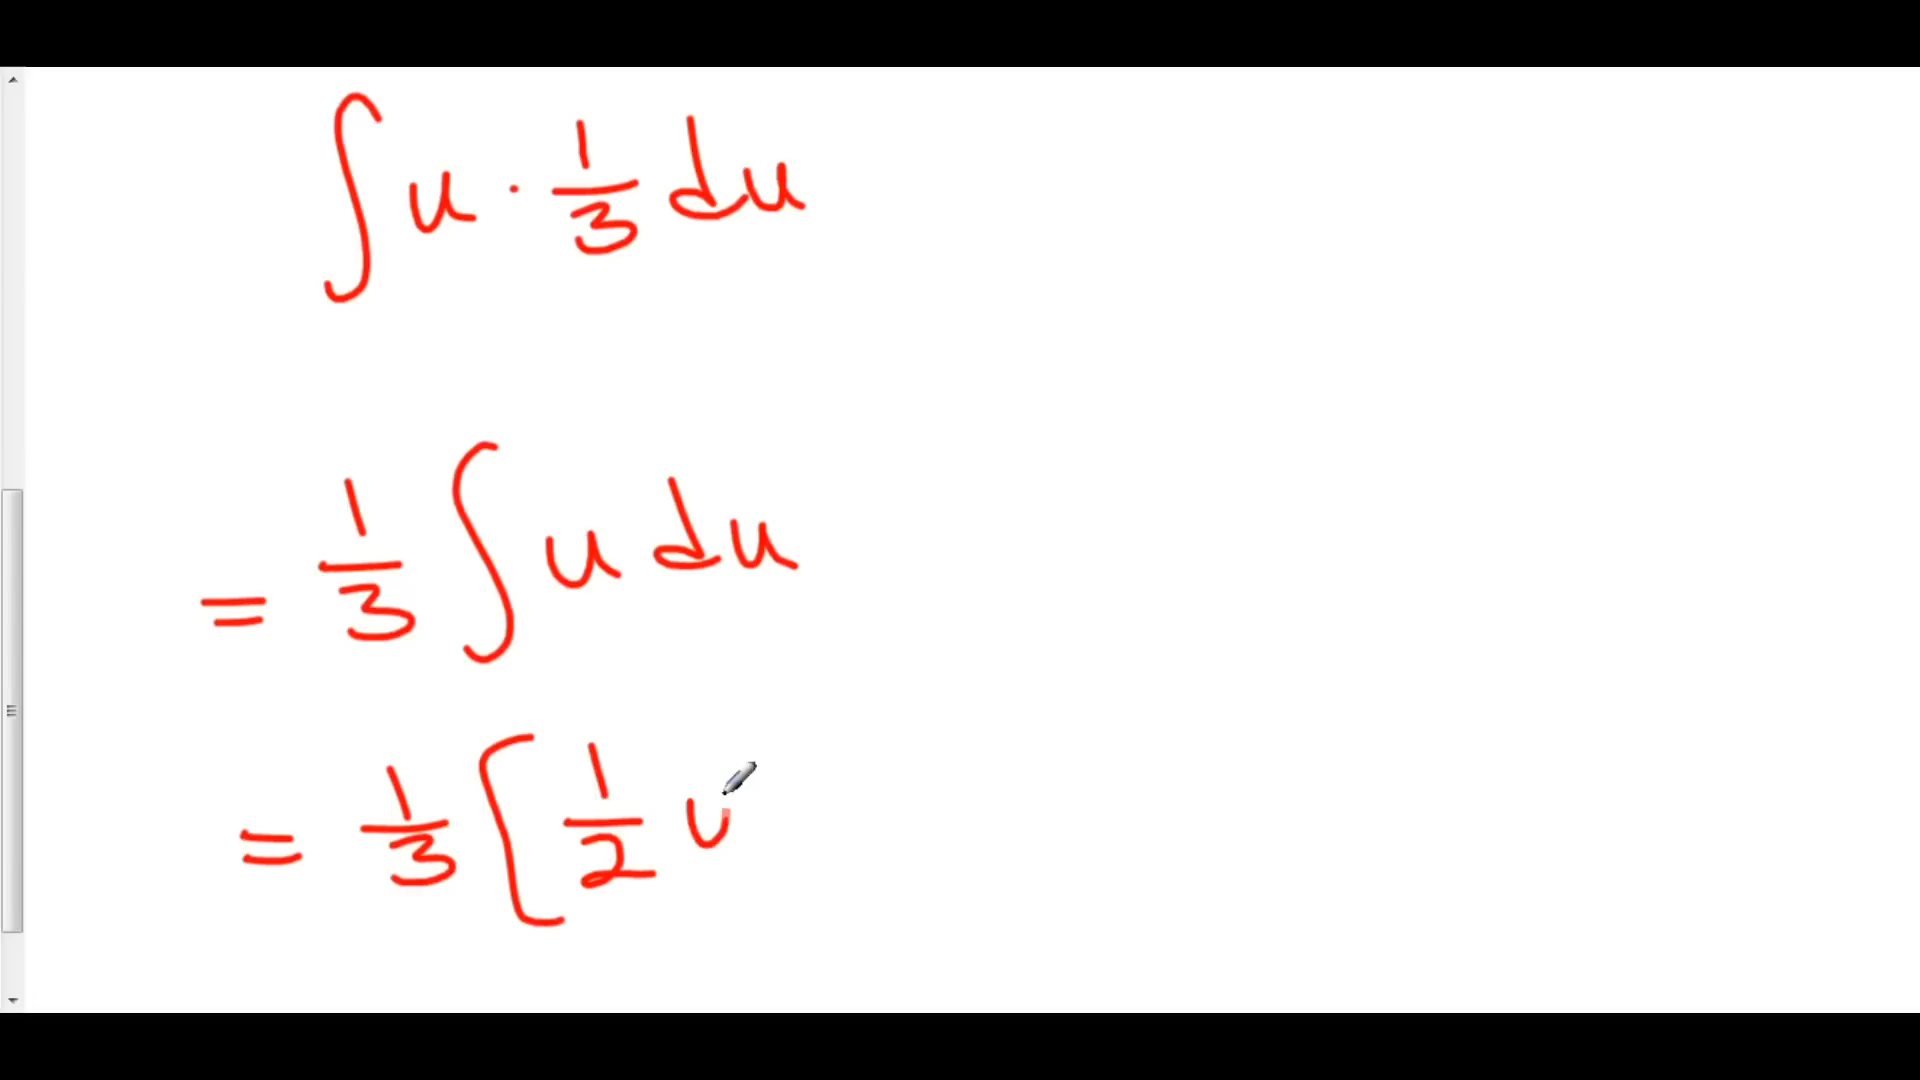 ∫ u · 1/3 du
= 1/3 ∫ u du
= 1/3 [ 1/2 u